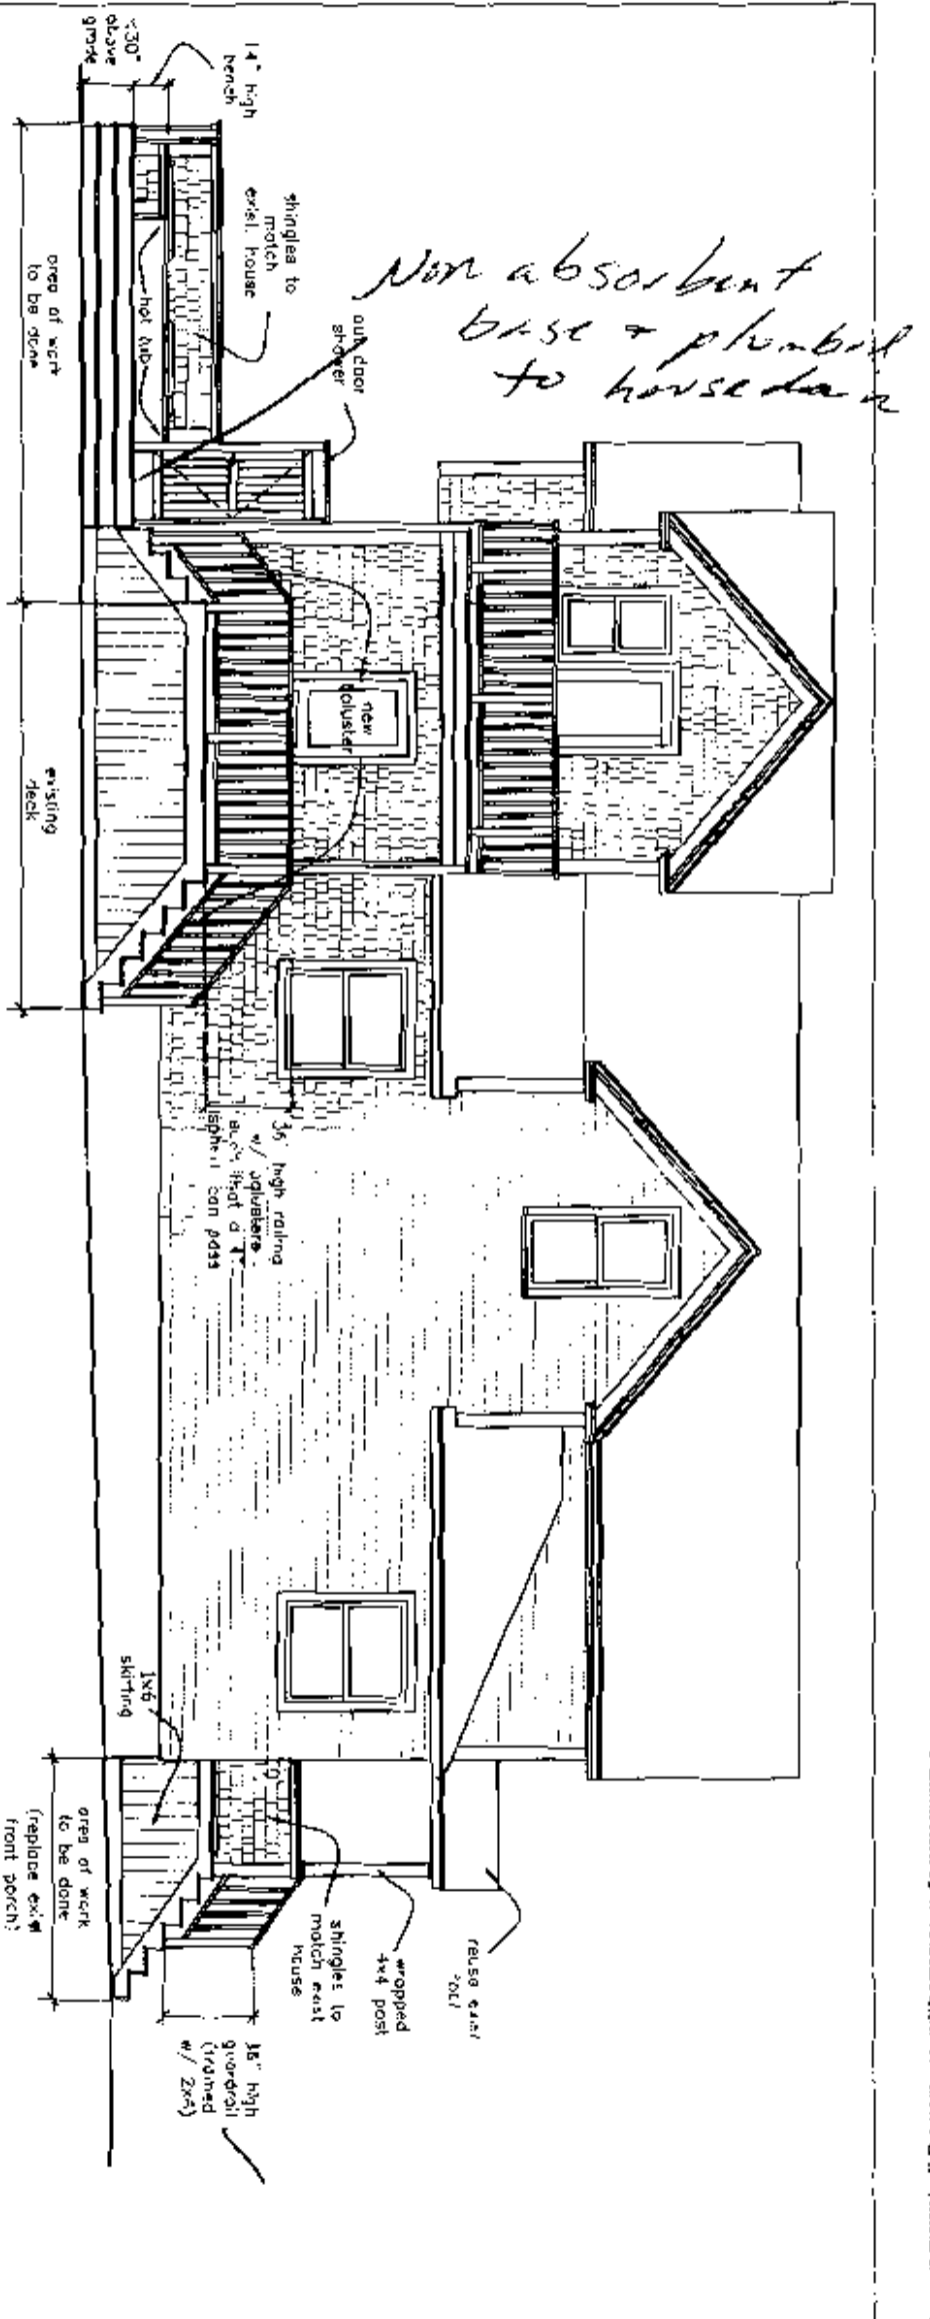 Non absorbent
base + plumbed
to house drain
<30"
above
grade
14" high
bench
shingles to
match
exist. house
outdoor
shower
hot tub
area of work
to be done
new
baluster
existing
deck
36" high railing
w/ balusters
such that a 4"
can pass
1x6
skirting
area of work
to be done
(replace exist
front porch)
reuse exist
roof
wrapped
4x4 post
shingles to
match exist
house
36" high
guardrail
(framed
w/ 2x4)